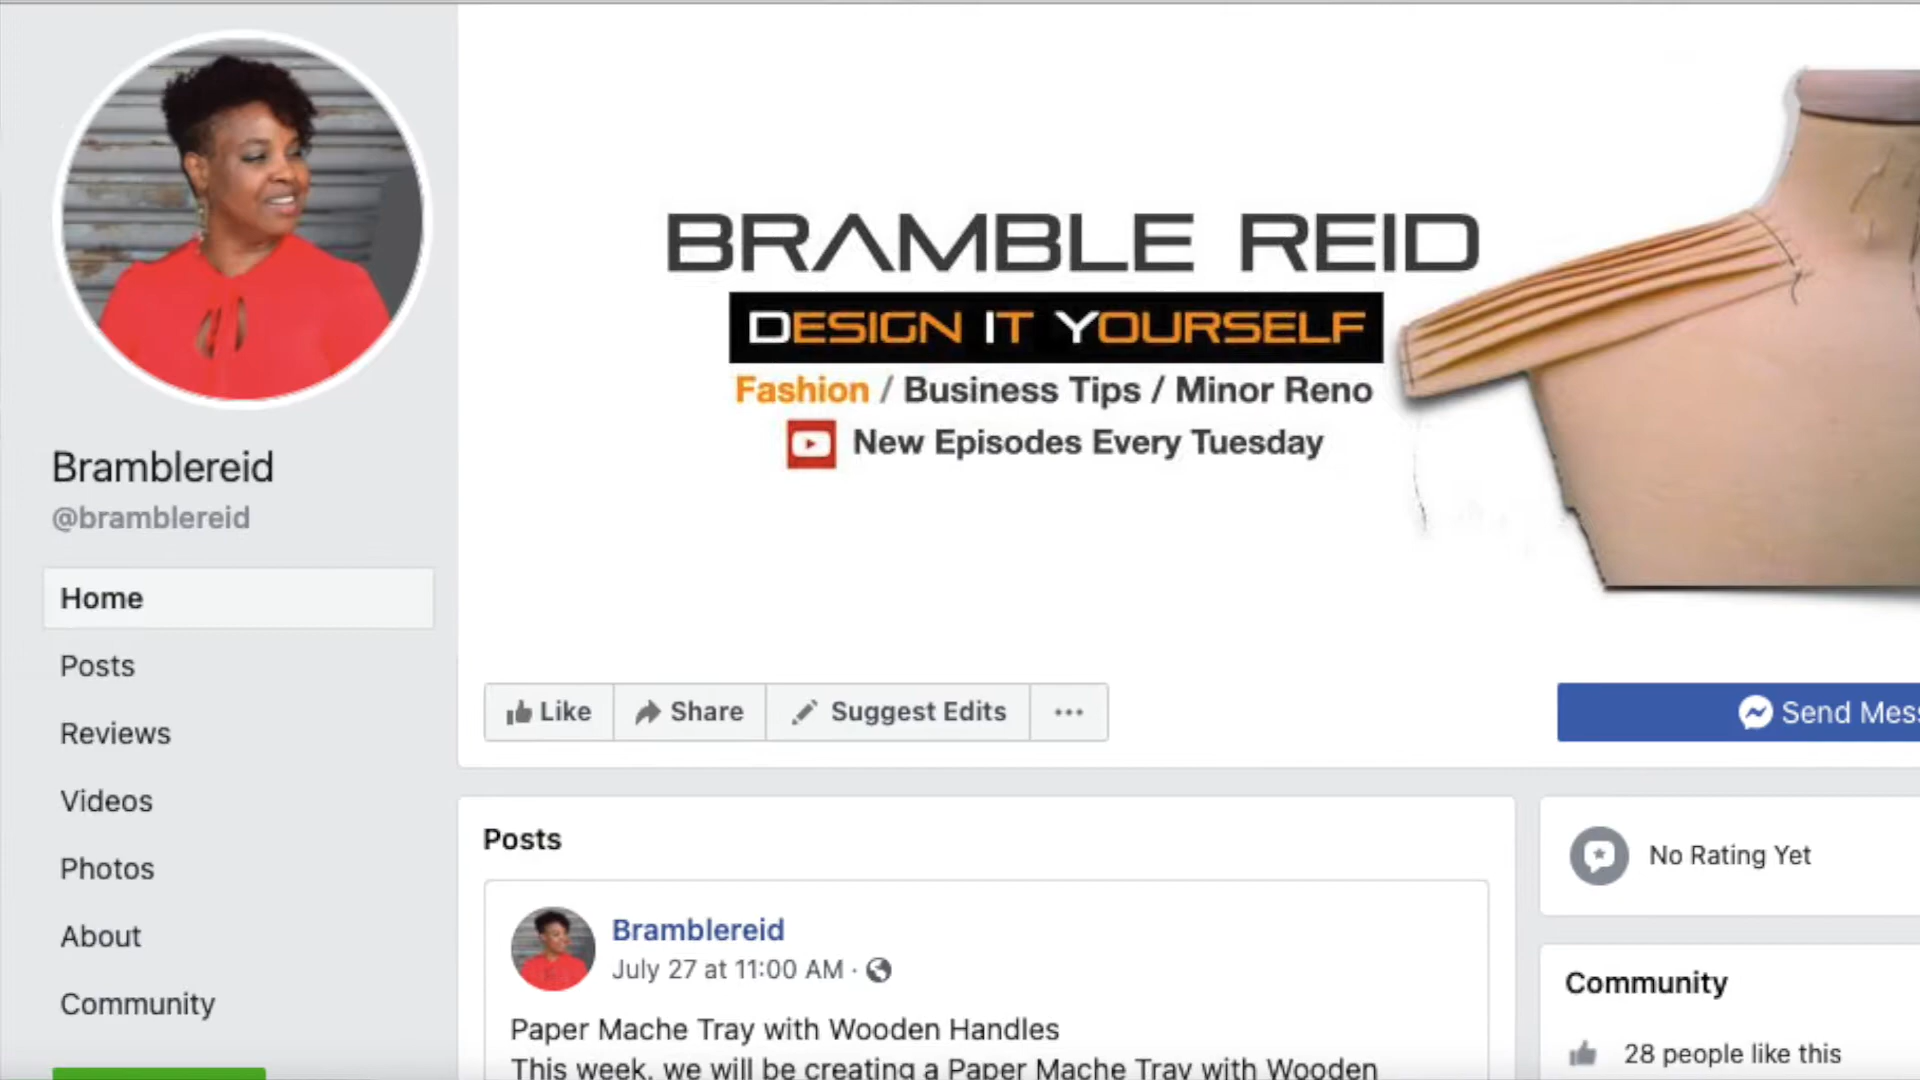 BRAMBLE REID
DESIGN IT YOURSELF
Fashion / Business Tips / Minor Reno
New Episodes Every Tuesday
Bramblereid
@bramblereid
Home
Posts
Reviews
Videos
Photos
About
Community
Like
Share
Suggest Edits
Send
Posts
Bramblereid
July 27 at 11:00 AM ·
Paper Mache Tray with Wooden Handles
This week, we will be creating a Paper Mache Tray with Wooden
No Rating Yet
Community
28 people like this